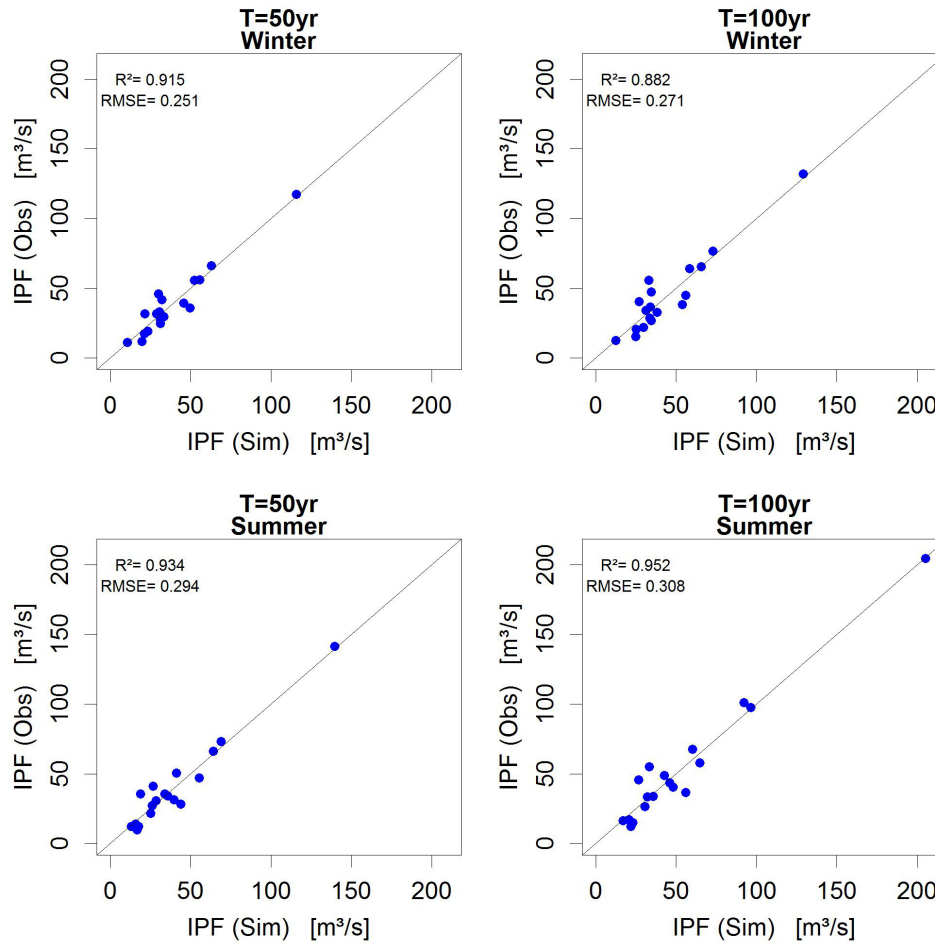 T=50yr
Winter
R²= 0.915
RMSE= 0.251
IPF (Obs) [m³/s]
200
150
100
50
0
0 50 100 150 200
IPF (Sim) [m³/s]
T=100yr
Winter
R²= 0.882
RMSE= 0.271
IPF (Obs) [m³/s]
200
150
100
50
0
0 50 100 150 200
IPF (Sim) [m³/s]
T=50yr
Summer
R²= 0.934
RMSE= 0.294
IPF (Obs) [m³/s]
200
150
100
50
0
0 50 100 150 200
IPF (Sim) [m³/s]
T=100yr
Summer
R²= 0.952
RMSE= 0.308
IPF (Obs) [m³/s]
200
150
100
50
0
0 50 100 150 200
IPF (Sim) [m³/s]